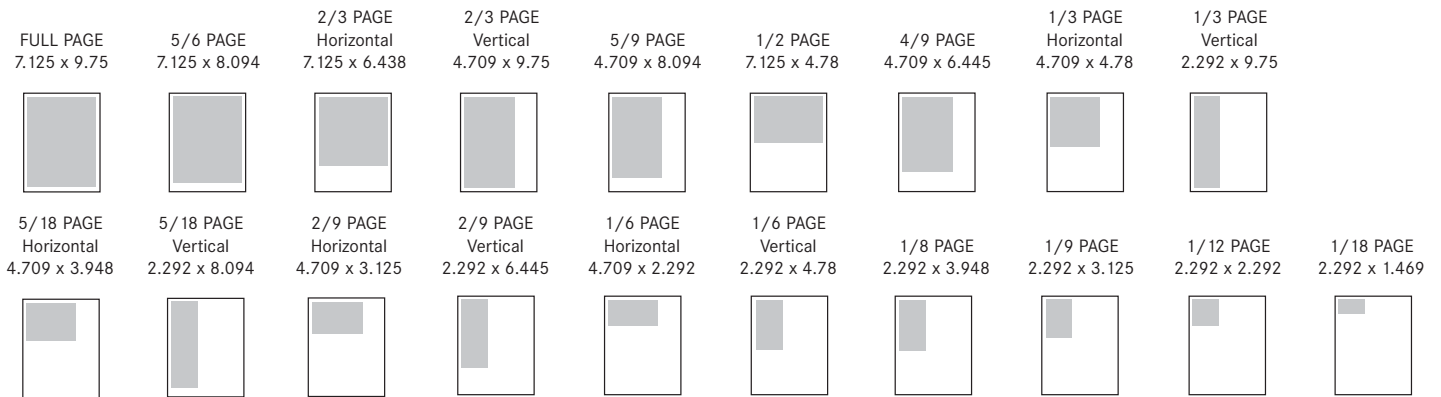 FULL PAGE
7.125 x 9.75
5/6 PAGE
7.125 x 8.094
2/3 PAGE
Horizontal
7.125 x 6.438
2/3 PAGE
Vertical
4.709 x 9.75
5/9 PAGE
4.709 x 8.094
1/2 PAGE
7.125 x 4.78
4/9 PAGE
4.709 x 6.445
1/3 PAGE
Horizontal
4.709 x 4.78
1/3 PAGE
Vertical
2.292 x 9.75
5/18 PAGE
Horizontal
4.709 x 3.948
5/18 PAGE
Vertical
2.292 x 8.094
2/9 PAGE
Horizontal
4.709 x 3.125
2/9 PAGE
Vertical
2.292 x 6.445
1/6 PAGE
Horizontal
4.709 x 2.292
1/6 PAGE
Vertical
2.292 x 4.78
1/8 PAGE
2.292 x 3.948
1/9 PAGE
2.292 x 3.125
1/12 PAGE
2.292 x 2.292
1/18 PAGE
2.292 x 1.469